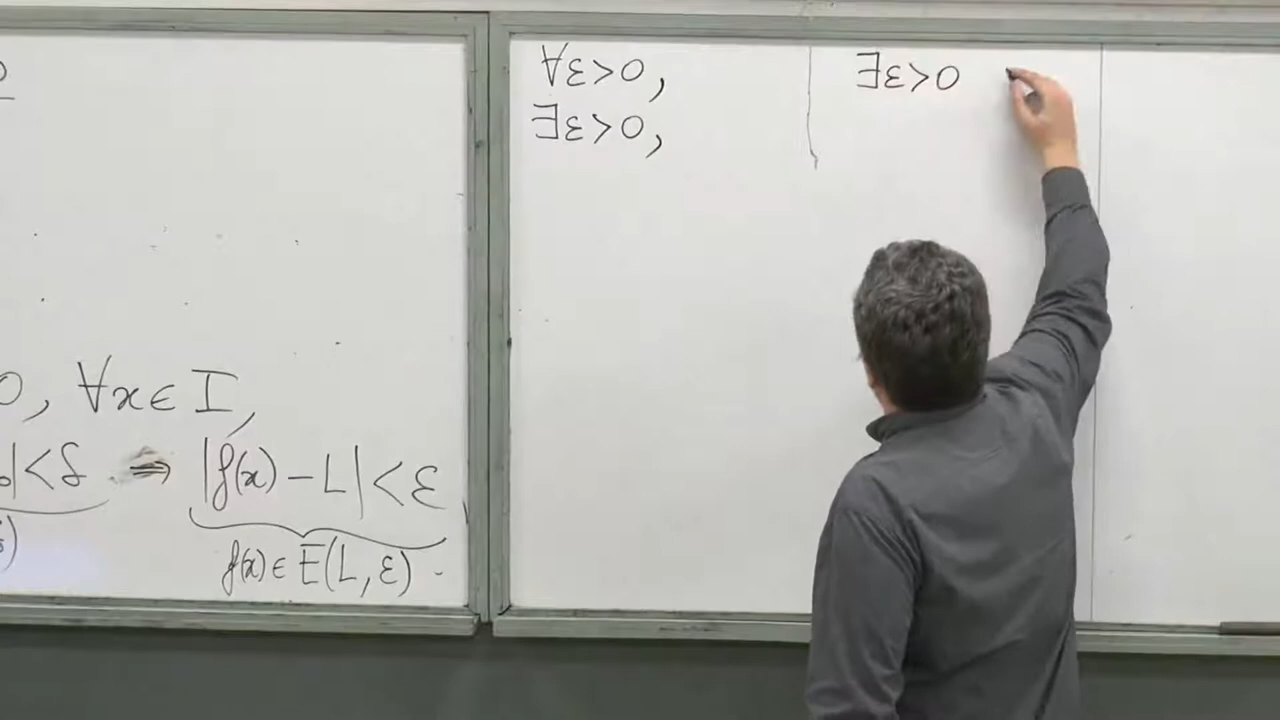 0, ∀x∈I,
|<δ ⇒ |f(x)-L|<ε
f(x)∈E(L,ε).
∀ε>0,
∃ε>0,
∃ε>0